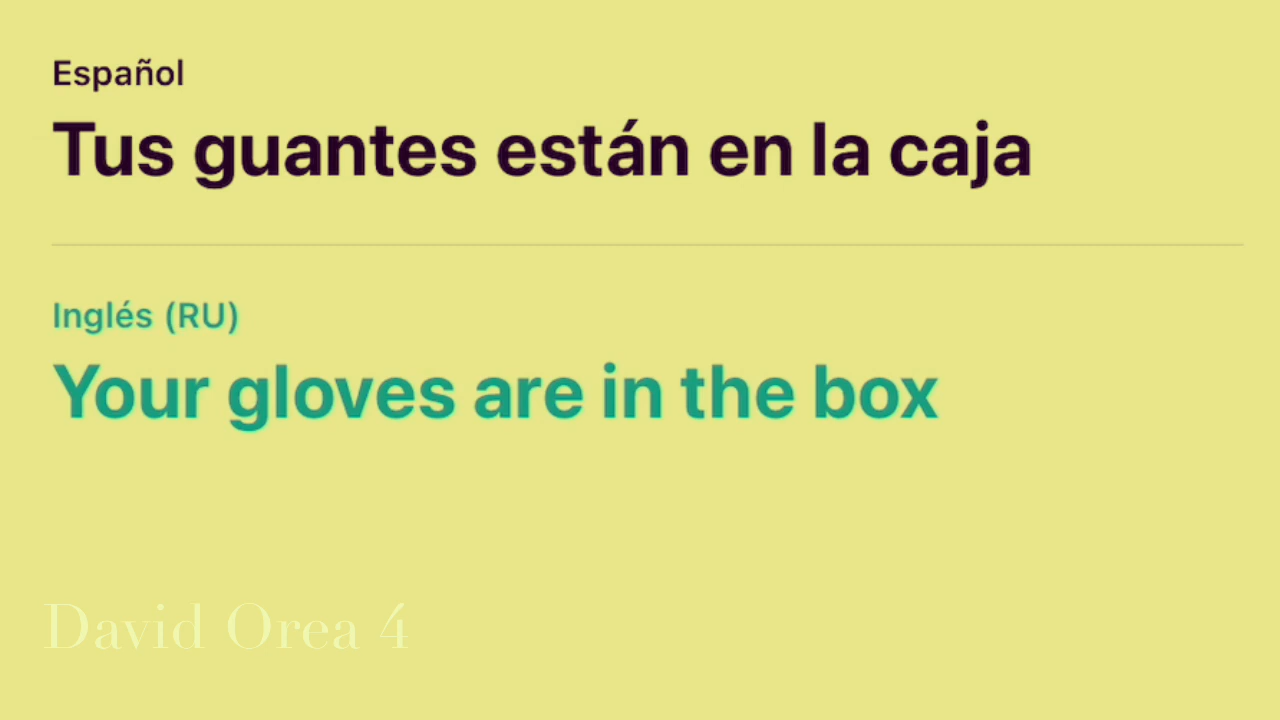 Español
Tus guantes están en la caja
Inglés (RU)
Your gloves are in the box
David Orea 4